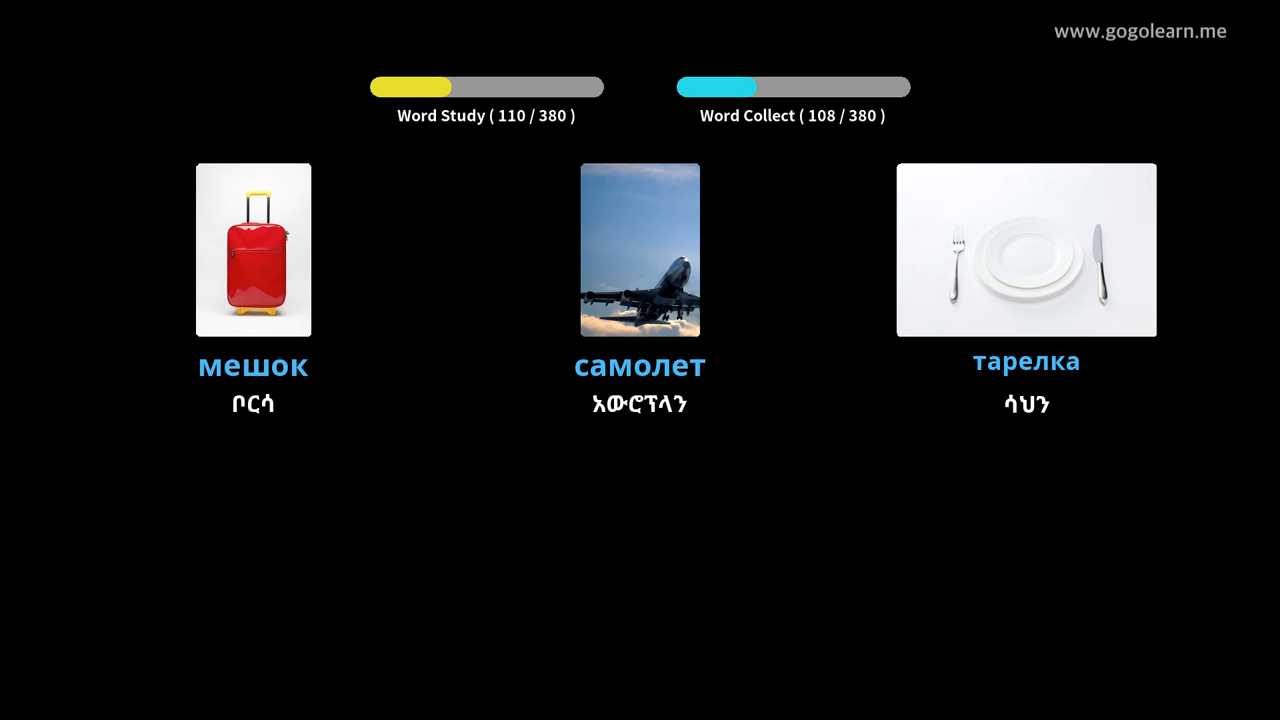 www.gogolearn.me
Word Study ( 110 / 380 )
Word Collect ( 108 / 380 )
мешок
самолет
тарелка
ቦርሳ
አውሮፕላን
ሳህን